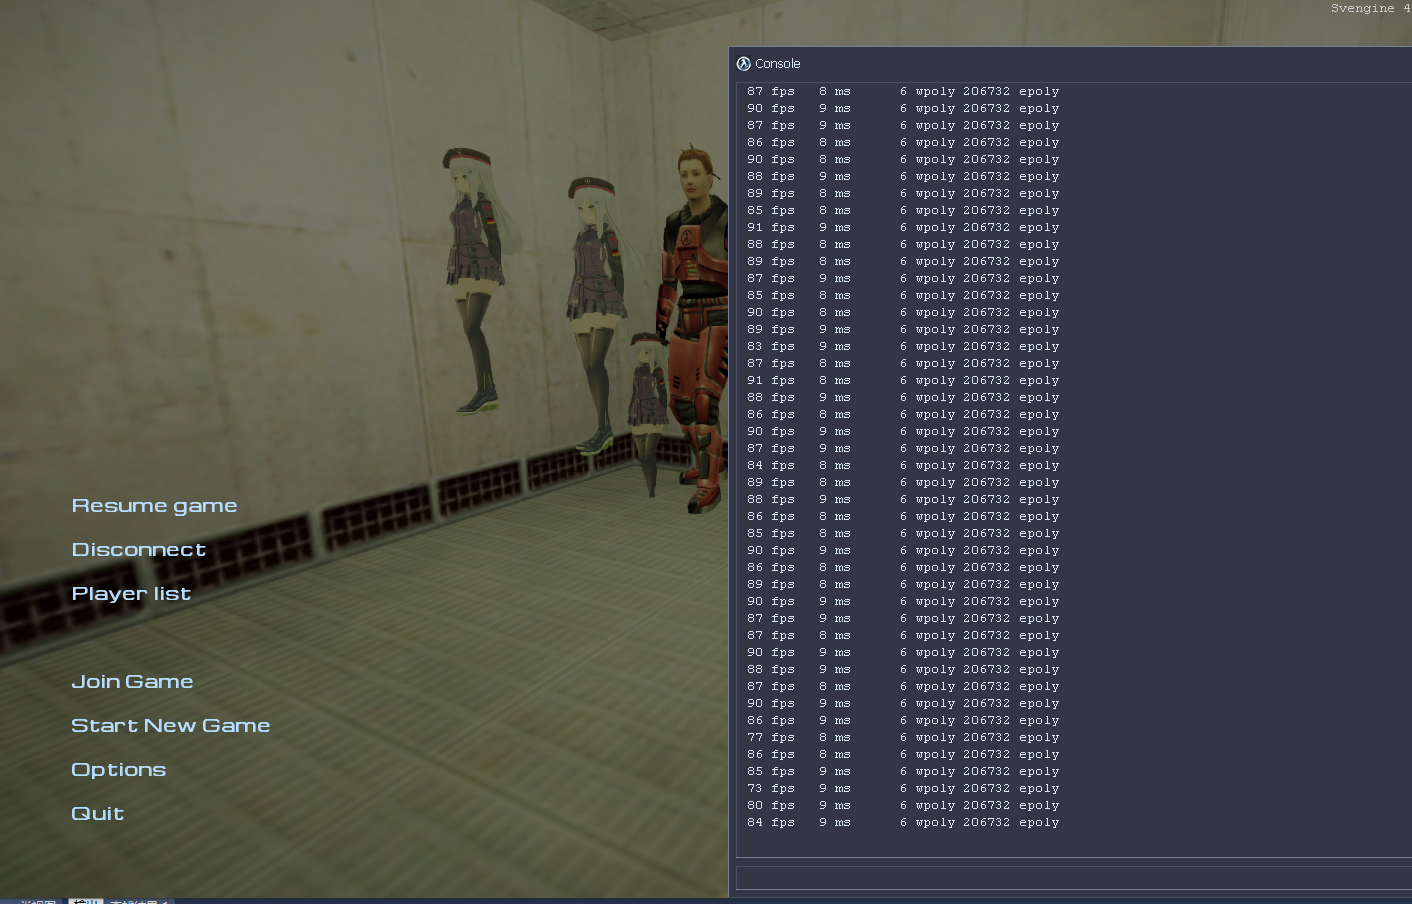 Svengine 4
Console
87 fps 8 ms 6 wpoly 206732 epoly
90 fps 9 ms 6 wpoly 206732 epoly
87 fps 9 ms 6 wpoly 206732 epoly
86 fps 8 ms 6 wpoly 206732 epoly
90 fps 8 ms 6 wpoly 206732 epoly
88 fps 9 ms 6 wpoly 206732 epoly
89 fps 8 ms 6 wpoly 206732 epoly
85 fps 8 ms 6 wpoly 206732 epoly
91 fps 9 ms 6 wpoly 206732 epoly
88 fps 8 ms 6 wpoly 206732 epoly
89 fps 8 ms 6 wpoly 206732 epoly
87 fps 9 ms 6 wpoly 206732 epoly
85 fps 8 ms 6 wpoly 206732 epoly
90 fps 8 ms 6 wpoly 206732 epoly
89 fps 9 ms 6 wpoly 206732 epoly
83 fps 9 ms 6 wpoly 206732 epoly
87 fps 8 ms 6 wpoly 206732 epoly
91 fps 8 ms 6 wpoly 206732 epoly
88 fps 9 ms 6 wpoly 206732 epoly
86 fps 8 ms 6 wpoly 206732 epoly
90 fps 9 ms 6 wpoly 206732 epoly
87 fps 9 ms 6 wpoly 206732 epoly
84 fps 8 ms 6 wpoly 206732 epoly
89 fps 8 ms 6 wpoly 206732 epoly
88 fps 9 ms 6 wpoly 206732 epoly
86 fps 8 ms 6 wpoly 206732 epoly
85 fps 8 ms 6 wpoly 206732 epoly
90 fps 9 ms 6 wpoly 206732 epoly
86 fps 8 ms 6 wpoly 206732 epoly
89 fps 8 ms 6 wpoly 206732 epoly
90 fps 9 ms 6 wpoly 206732 epoly
87 fps 9 ms 6 wpoly 206732 epoly
87 fps 8 ms 6 wpoly 206732 epoly
90 fps 9 ms 6 wpoly 206732 epoly
88 fps 9 ms 6 wpoly 206732 epoly
87 fps 8 ms 6 wpoly 206732 epoly
90 fps 9 ms 6 wpoly 206732 epoly
86 fps 9 ms 6 wpoly 206732 epoly
77 fps 8 ms 6 wpoly 206732 epoly
86 fps 8 ms 6 wpoly 206732 epoly
85 fps 9 ms 6 wpoly 206732 epoly
73 fps 9 ms 6 wpoly 206732 epoly
80 fps 9 ms 6 wpoly 206732 epoly
84 fps 9 ms 6 wpoly 206732 epoly
Resume game
Disconnect
Player list
Join Game
Start New Game
Options
Quit